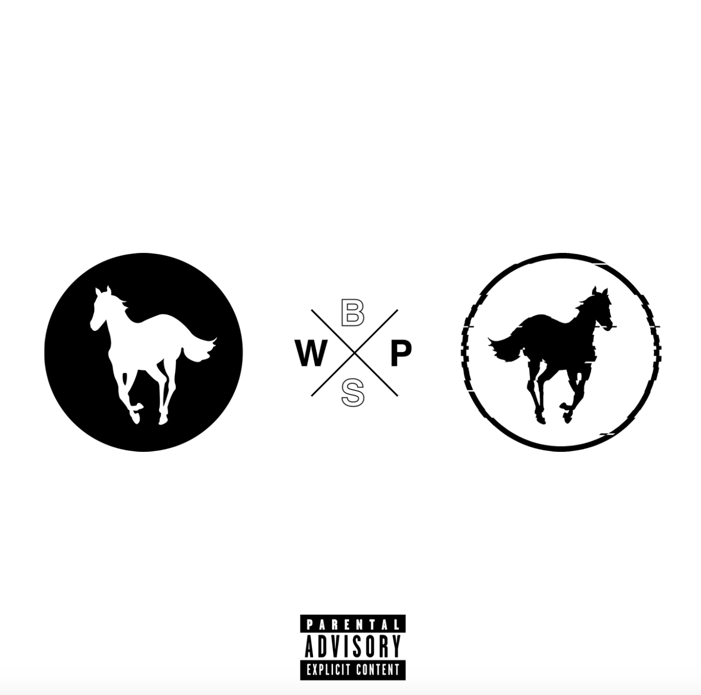 B
W P
S
PARENTAL
ADVISORY
EXPLICIT CONTENT